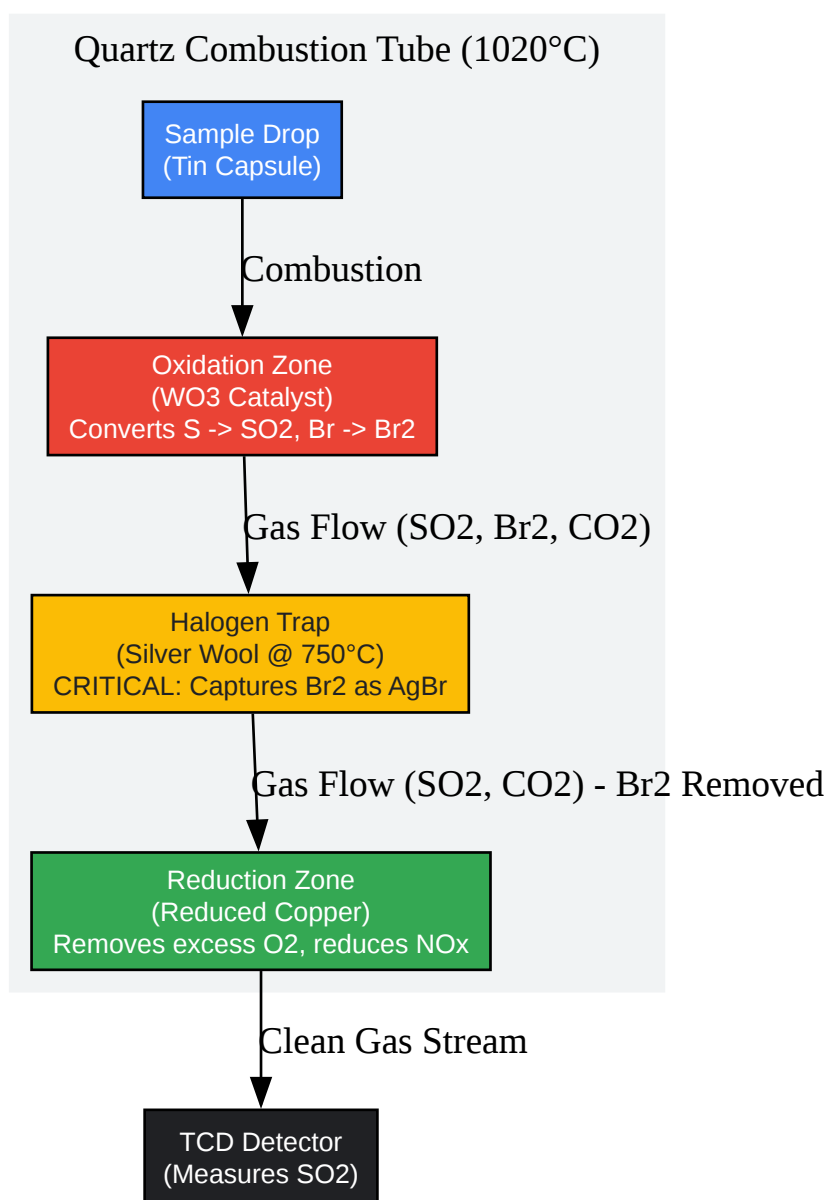 Quartz Combustion Tube (1020°C)
Sample Drop
(Tin Capsule)
Combustion
Oxidation Zone
(WO3 Catalyst)
Converts S -> SO2, Br -> Br2
Gas Flow (SO2, Br2, CO2)
Halogen Trap
(Silver Wool @ 750°C)
CRITICAL: Captures Br2 as AgBr
Gas Flow (SO2, CO2) - Br2 Removed
Reduction Zone
(Reduced Copper)
Removes excess O2, reduces NOx
Clean Gas Stream
TCD Detector
(Measures SO2)